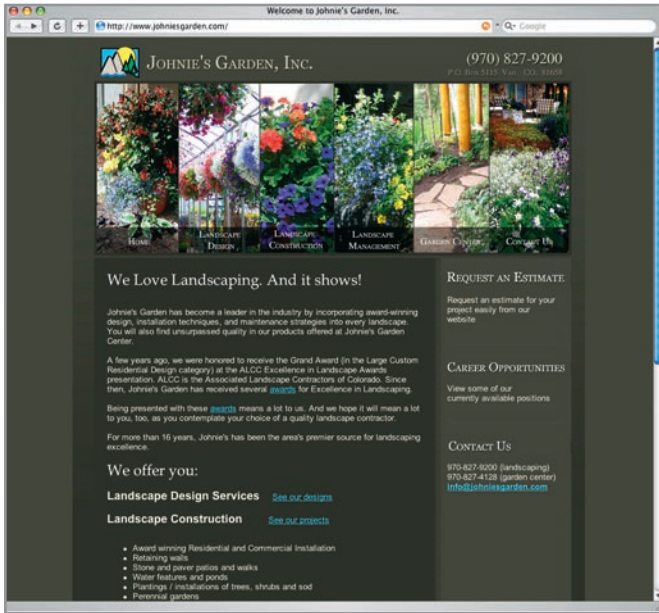 Welcome to Johnie's Garden, Inc.
http://www.johniesgarden.com/
Google
JOHNIE'S GARDEN, INC.
(970) 827-9200
P.O. BOX 5115 VAIL CO, 81658
HOME
LANDSCAPE DESIGN
LANDSCAPE CONSTRUCTION
LANDSCAPE MANAGEMENT
GARDEN CENTER
CONTACT US
We Love Landscaping. And it shows!
Johnie's Garden has become a leader in the industry by incorporating award-winning
design, installation techniques, and maintenance strategies into every landscape.
You will also find unsurpassed quality in our products offered at Johnie's Garden
Center.
A few years ago, we were honored to receive the Grand Award (in the Large Custom
Residential Design category) at the ALCC Excellence in Landscape Awards
presentation. ALCC is the Associated Landscape Contractors of Colorado. Since
then, Johnie's Garden has received several awards for Excellence in Landscaping.
Being presented with these awards means a lot to us. And we hope it will mean a lot
to you, too, as you contemplate your choice of a quality landscape contractor.
For more than 16 years, Johnie's has been the area's premier source for landscaping
excellence.
We offer you:
Landscape Design Services See our designs
Landscape Construction See our projects
Award winning Residential and Commercial Installation
Retaining walls
Stone and paver patios and walks
Water features and ponds
Plantings / installations of trees, shrubs and sod
Perennial gardens
REQUEST AN ESTIMATE
Request an estimate for your
project easily from our
website
CAREER OPPORTUNITIES
View some of our
currently available positions
CONTACT US
970-827-9200 (landscaping)
970-827-4128 (garden center)
info@johniesgarden.com